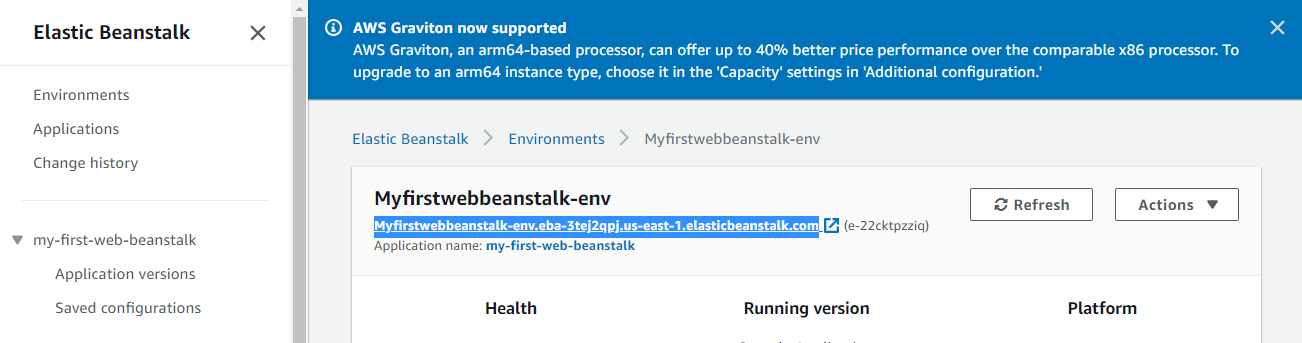 Elastic Beanstalk
Environments
Applications
Change history
my-first-web-beanstalk
Application versions
Saved configurations
AWS Graviton now supported
AWS Graviton, an arm64-based processor, can offer up to 40% better price performance over the comparable x86 processor. To
upgrade to an arm64 instance type, choose it in the 'Capacity' settings in 'Additional configuration.'
Elastic Beanstalk > Environments > Myfirstwebbeanstalk-env
Myfirstwebbeanstalk-env
Myfirstwebbeanstalk-env.eba-3tej2qpj.us-east-1.elasticbeanstalk.com (e-22cktpzziq)
Application name: my-first-web-beanstalk
Refresh
Actions
Health
Running version
Platform